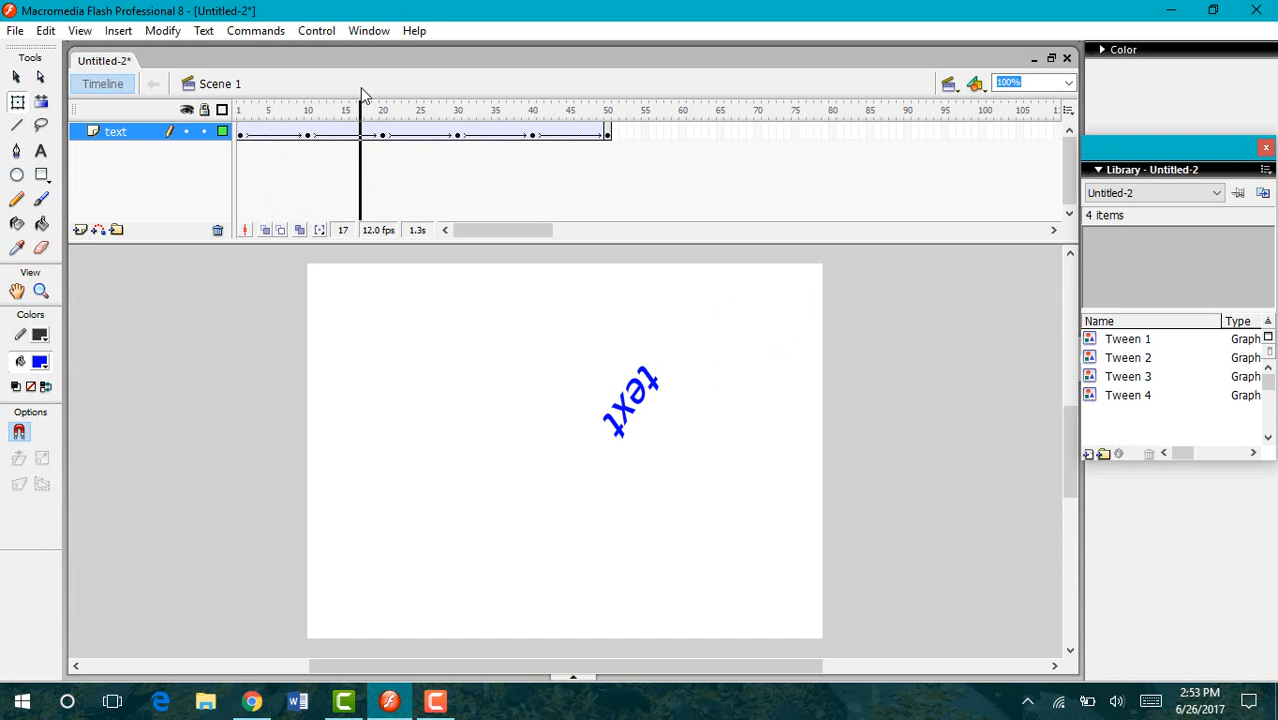 Macromedia Flash Professional 8 - [Untitled-2*]
File Edit View Insert Modify Text Commands Control Window Help
Tools
Untitled-2*
Color
Timeline
Scene 1
100%
1 5 10 15 20 25 30 35 40 45 50 55 60 65 70 75 80 85 90 95 100 105
text
17 12.0 fps 1.3s
Library - Untitled-2
Untitled-2
4 items
View
Colors
Options
text
Name Type
Tween 1 Graph
Tween 2 Graph
Tween 3 Graph
Tween 4 Graph
2:53 PM
6/26/2017